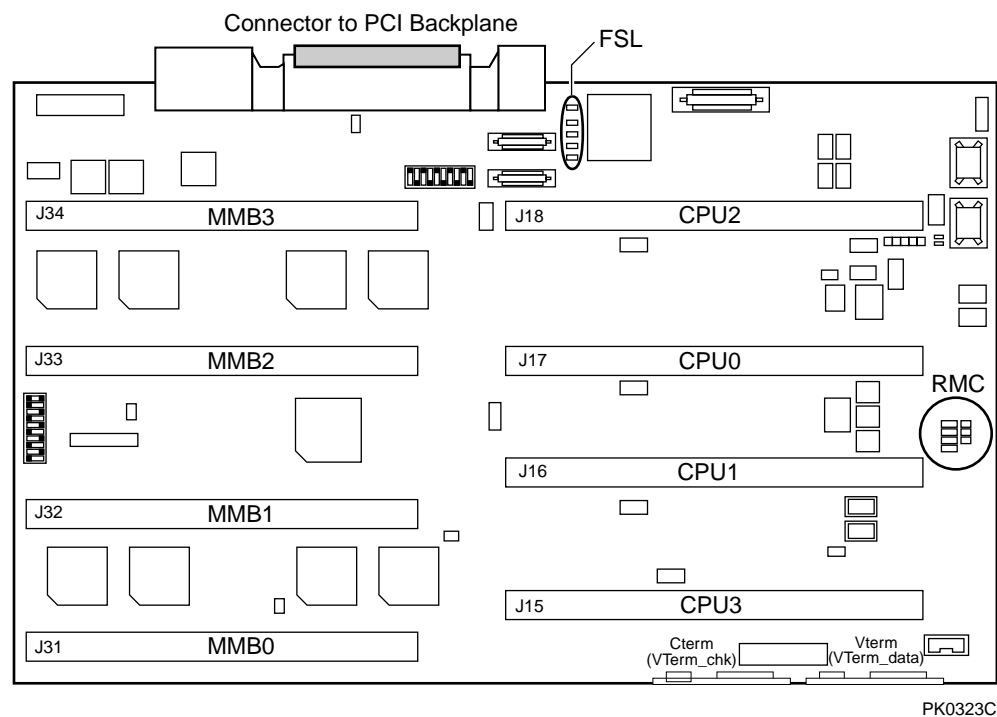 Connector to PCI Backplane
FSL
J34 MMB3
J18 CPU2
J33 MMB2
J17 CPU0
RMC
J16 CPU1
J32 MMB1
J15 CPU3
J31 MMB0
Cterm
(VTerm_chk)
Vterm
(VTerm_data)
PK0323C